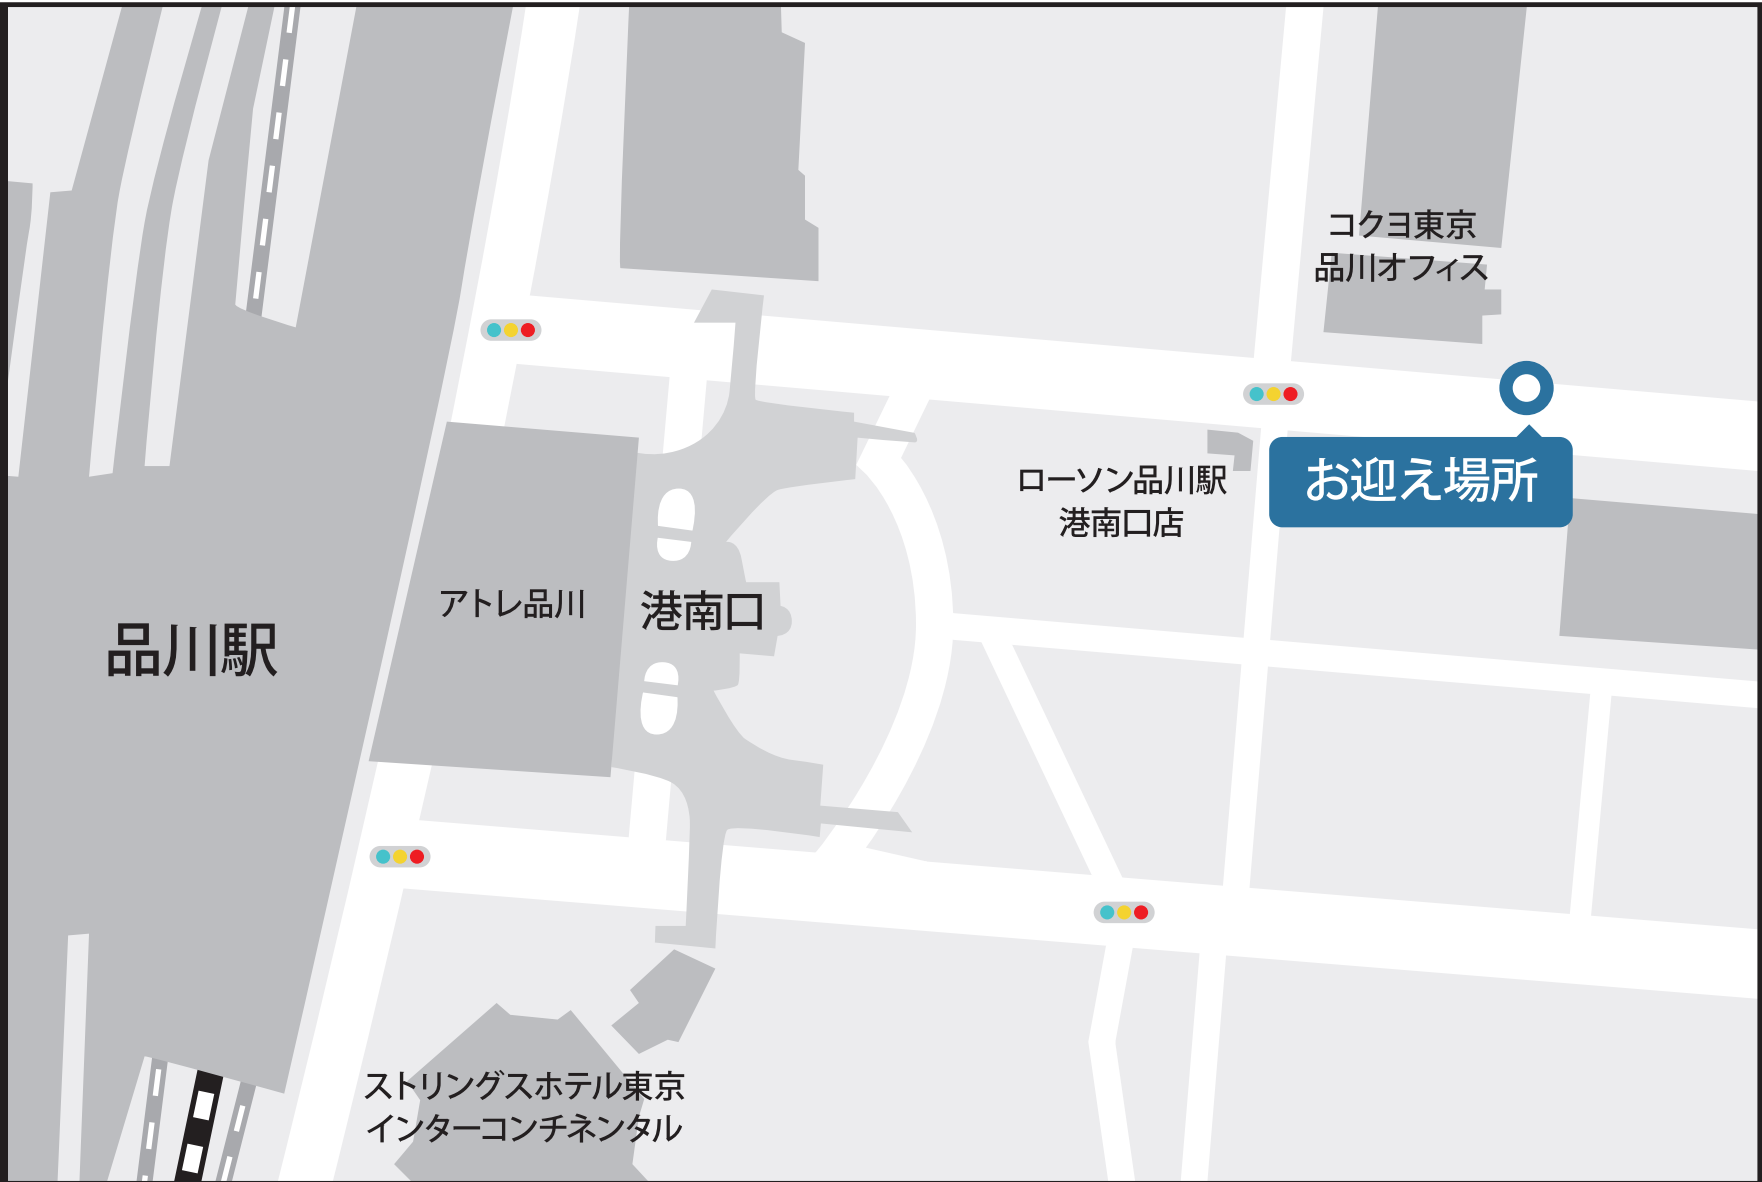 コクヨ東京
品川オフィス
お迎え場所
ローソン品川駅
港南口店
アトレ品川
港南口
品川駅
ストリングスホテル東京
インターコンチネンタル